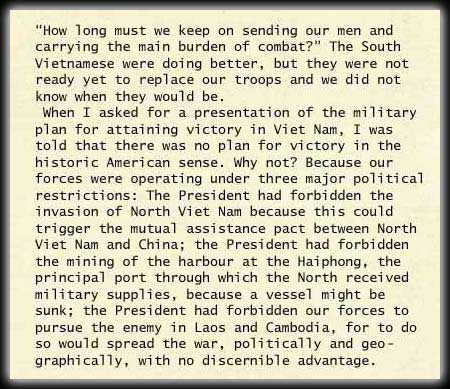 “How long must we keep on sending our men and
carrying the main burden of combat?” The South
Vietnamese were doing better, but they were not
ready yet to replace our troops and we did not
know when they would be.
When I asked for a presentation of the military
plan for attaining victory in Viet Nam, I was
told that there was no plan for victory in the
historic American sense. Why not? Because our
forces were operating under three major political
restrictions: The President had forbidden the
invasion of North Viet Nam because this could
trigger the mutual assistance pact between North
Viet Nam and China; the President had forbidden
the mining of the harbour at the Haiphong, the
principal port through which the North received
military supplies, because a vessel might be
sunk; the President had forbidden our forces to
pursue the enemy in Laos and Cambodia, for to do
so would spread the war, politically and geo-
graphically, with no discernible advantage.